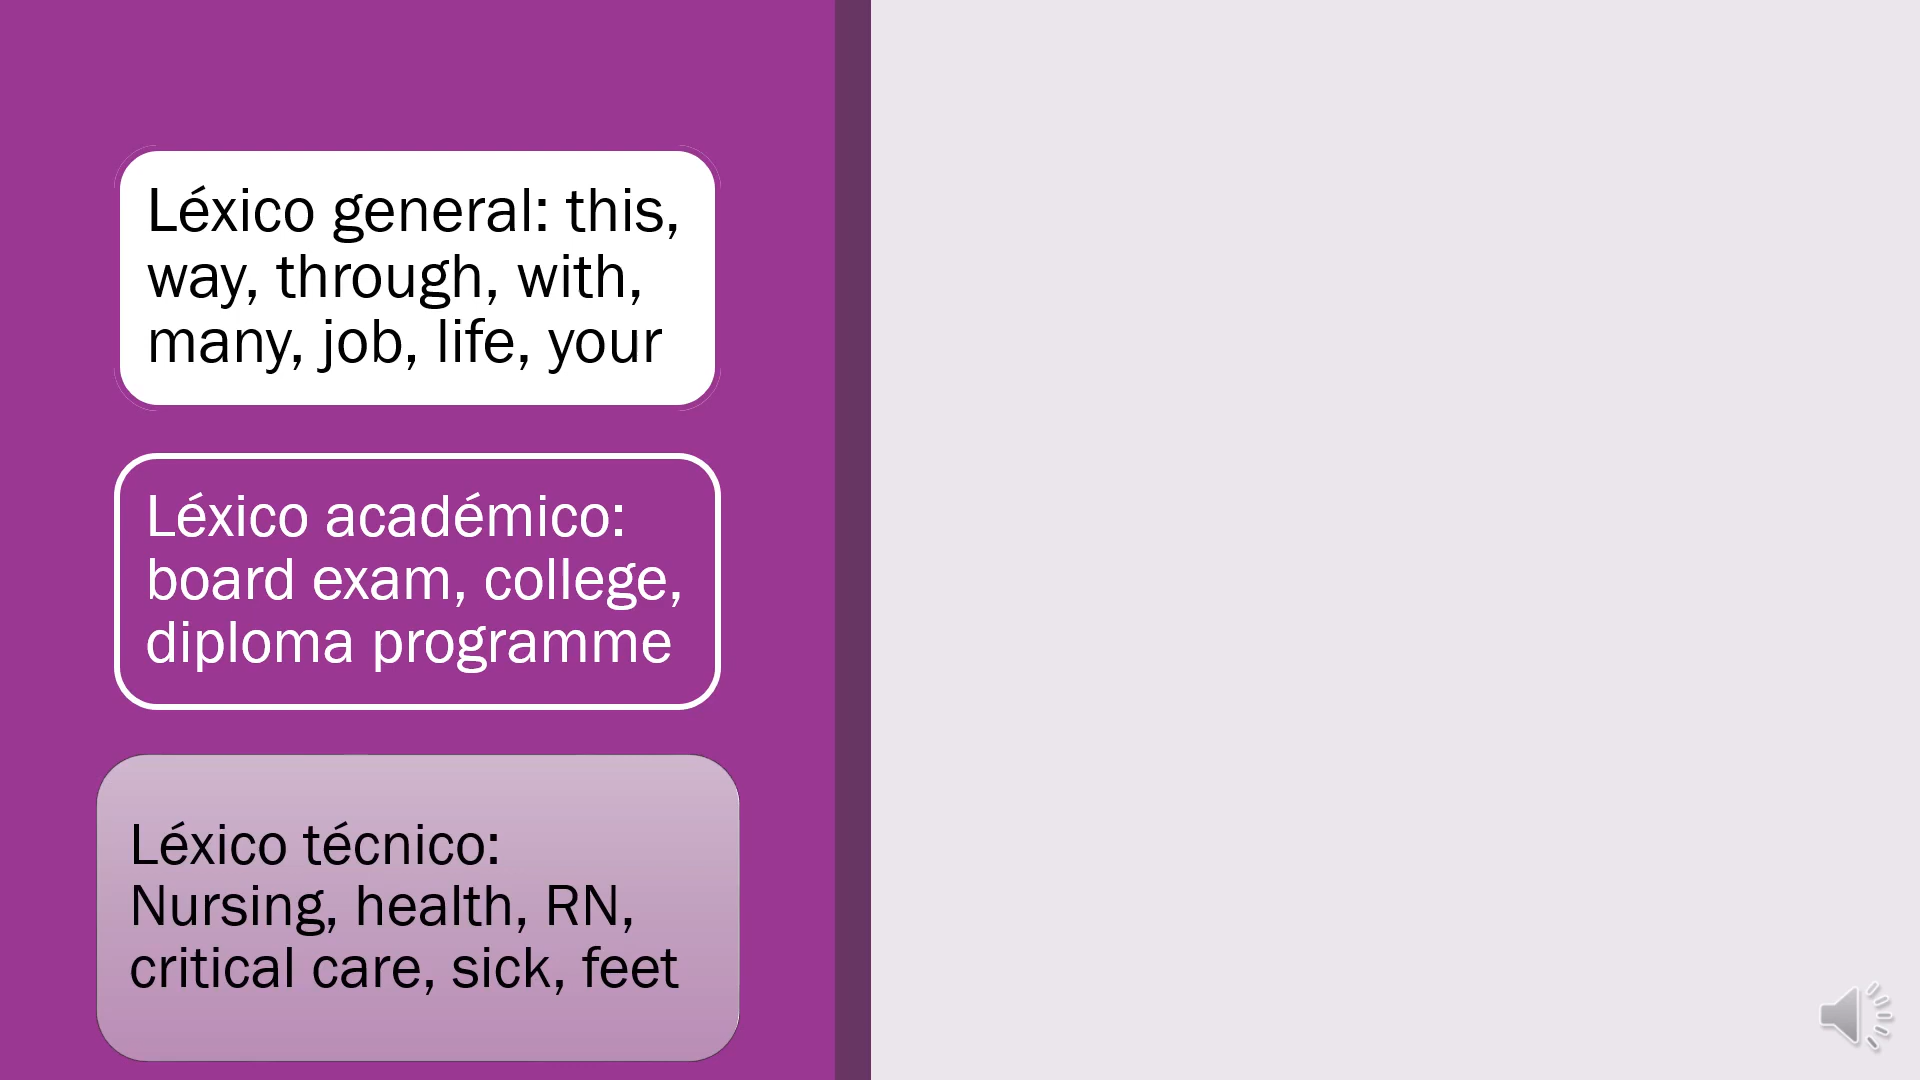 Léxico general: this,
way, through, with,
many, job, life, your
Léxico académico:
board exam, college,
diploma programme
Léxico técnico:
Nursing, health, RN,
critical care, sick, feet